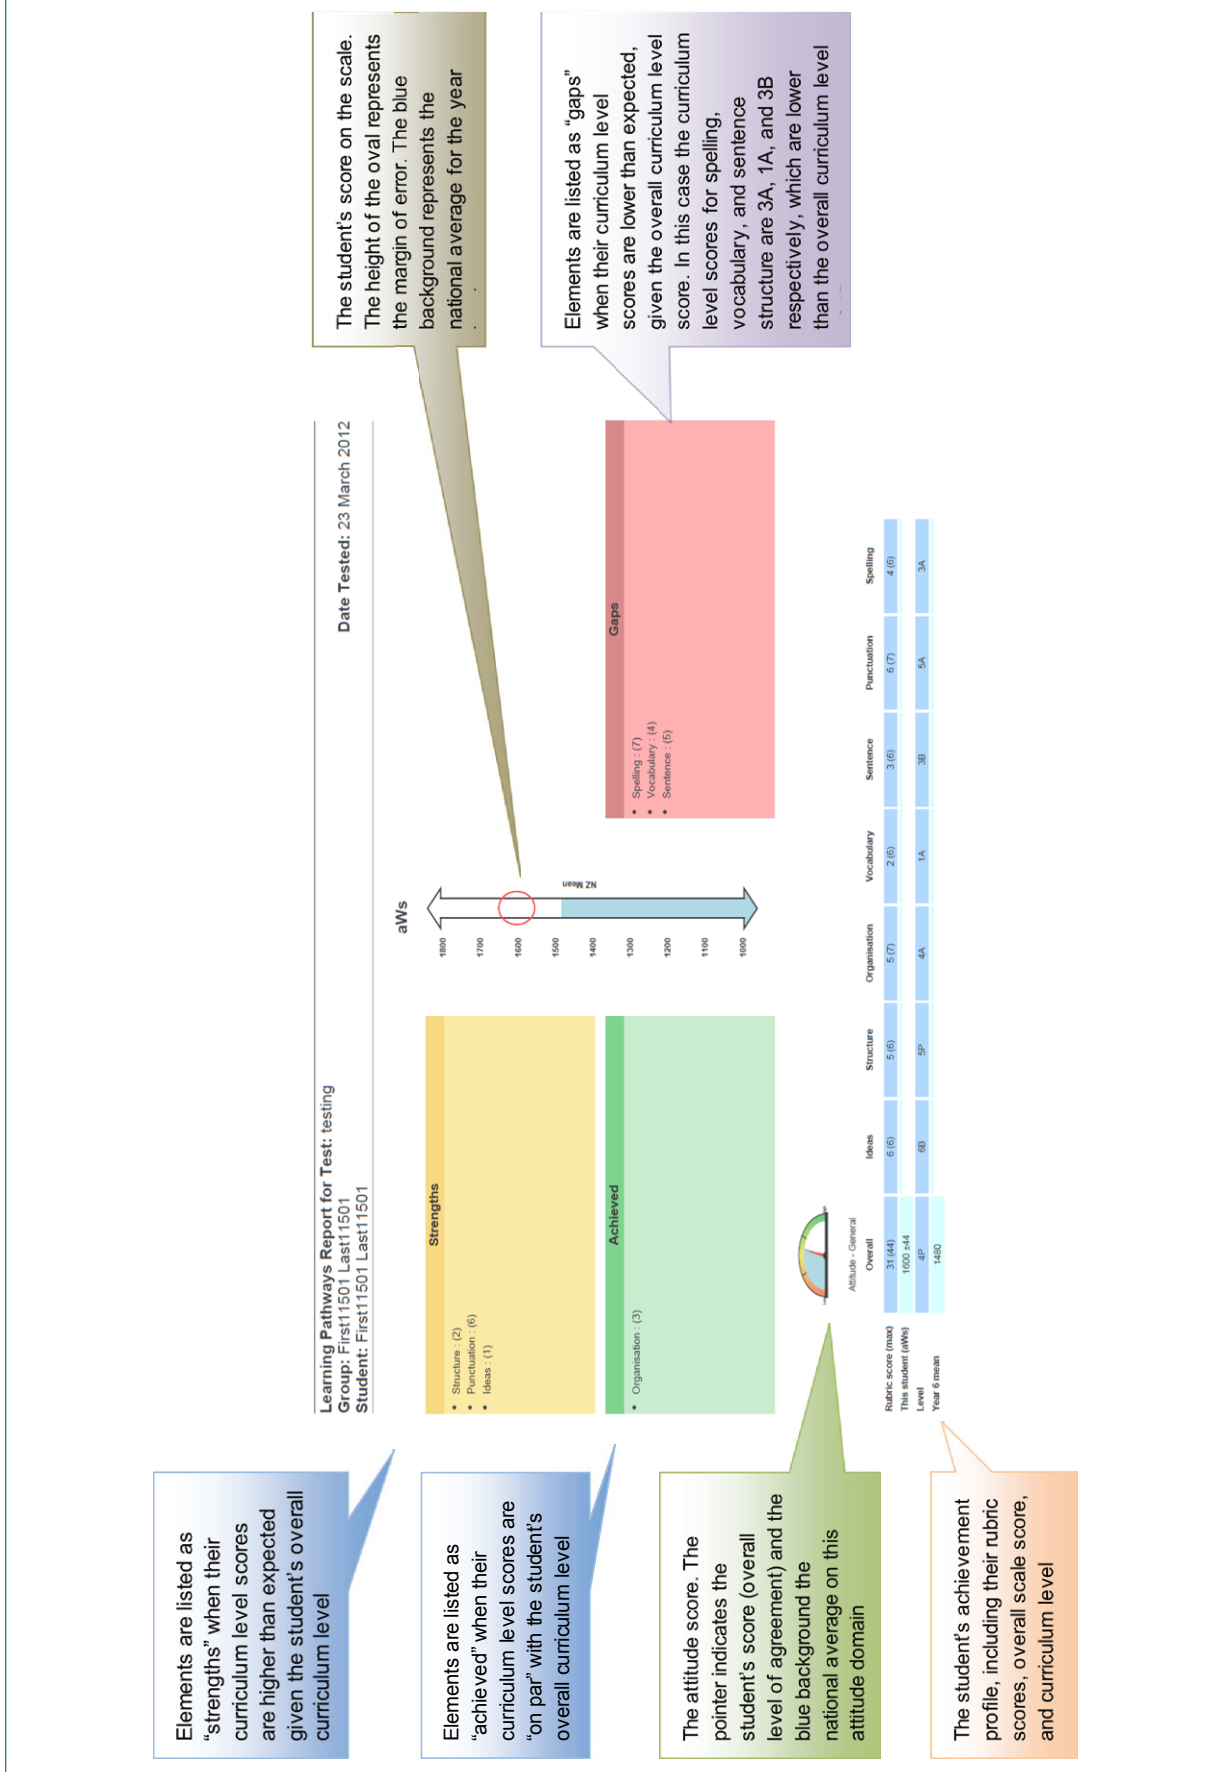 Elements are listed as
“strengths” when their
curriculum level scores
are higher than expected
given the student’s overall
curriculum level
Elements are listed as
“achieved” when their
curriculum level scores are
“on par” with the student’s
overall curriculum level
The attitude score. The
pointer indicates the
student’s score (overall
level of agreement) and the
blue background the
national average on this
attitude domain
The student’s achievement
profile, including their rubric
scores, overall scale score,
and curriculum level
Learning Pathways Report for Test: testing
Group: First11501 Last11501
Date Tested: 23 March 2012
Student: First11501 Last11501
Strengths
• Structure : (2)
• Punctuation : (6)
• Ideas : (1)
Achieved
• Organisation : (3)
aWs
1800
1700
1600
1500
1400
1300
1200
1100
1000
NZ Mean
Gaps
• Spelling : (7)
• Vocabulary : (4)
• Sentence : (5)
Attitude - General
Overall Ideas Structure Organisation Vocabulary Sentence Punctuation Spelling
Rubric score (max) 31 (44) 6 (6) 5 (6) 5 (7) 2 (6) 3 (6) 6 (7) 4 (6)
This student (aWs) 1600 ±44
Level 4P 6B 5P 4A 1A 3B 5A 3A
Year 6 mean 1480
The student’s score on the scale.
The height of the oval represents
the margin of error. The blue
background represents the
national average for the year
Elements are listed as “gaps”
when their curriculum level
scores are lower than expected,
given the overall curriculum level
score. In this case the curriculum
level scores for spelling,
vocabulary, and sentence
structure are 3A, 1A, and 3B
respectively, which are lower
than the overall curriculum level